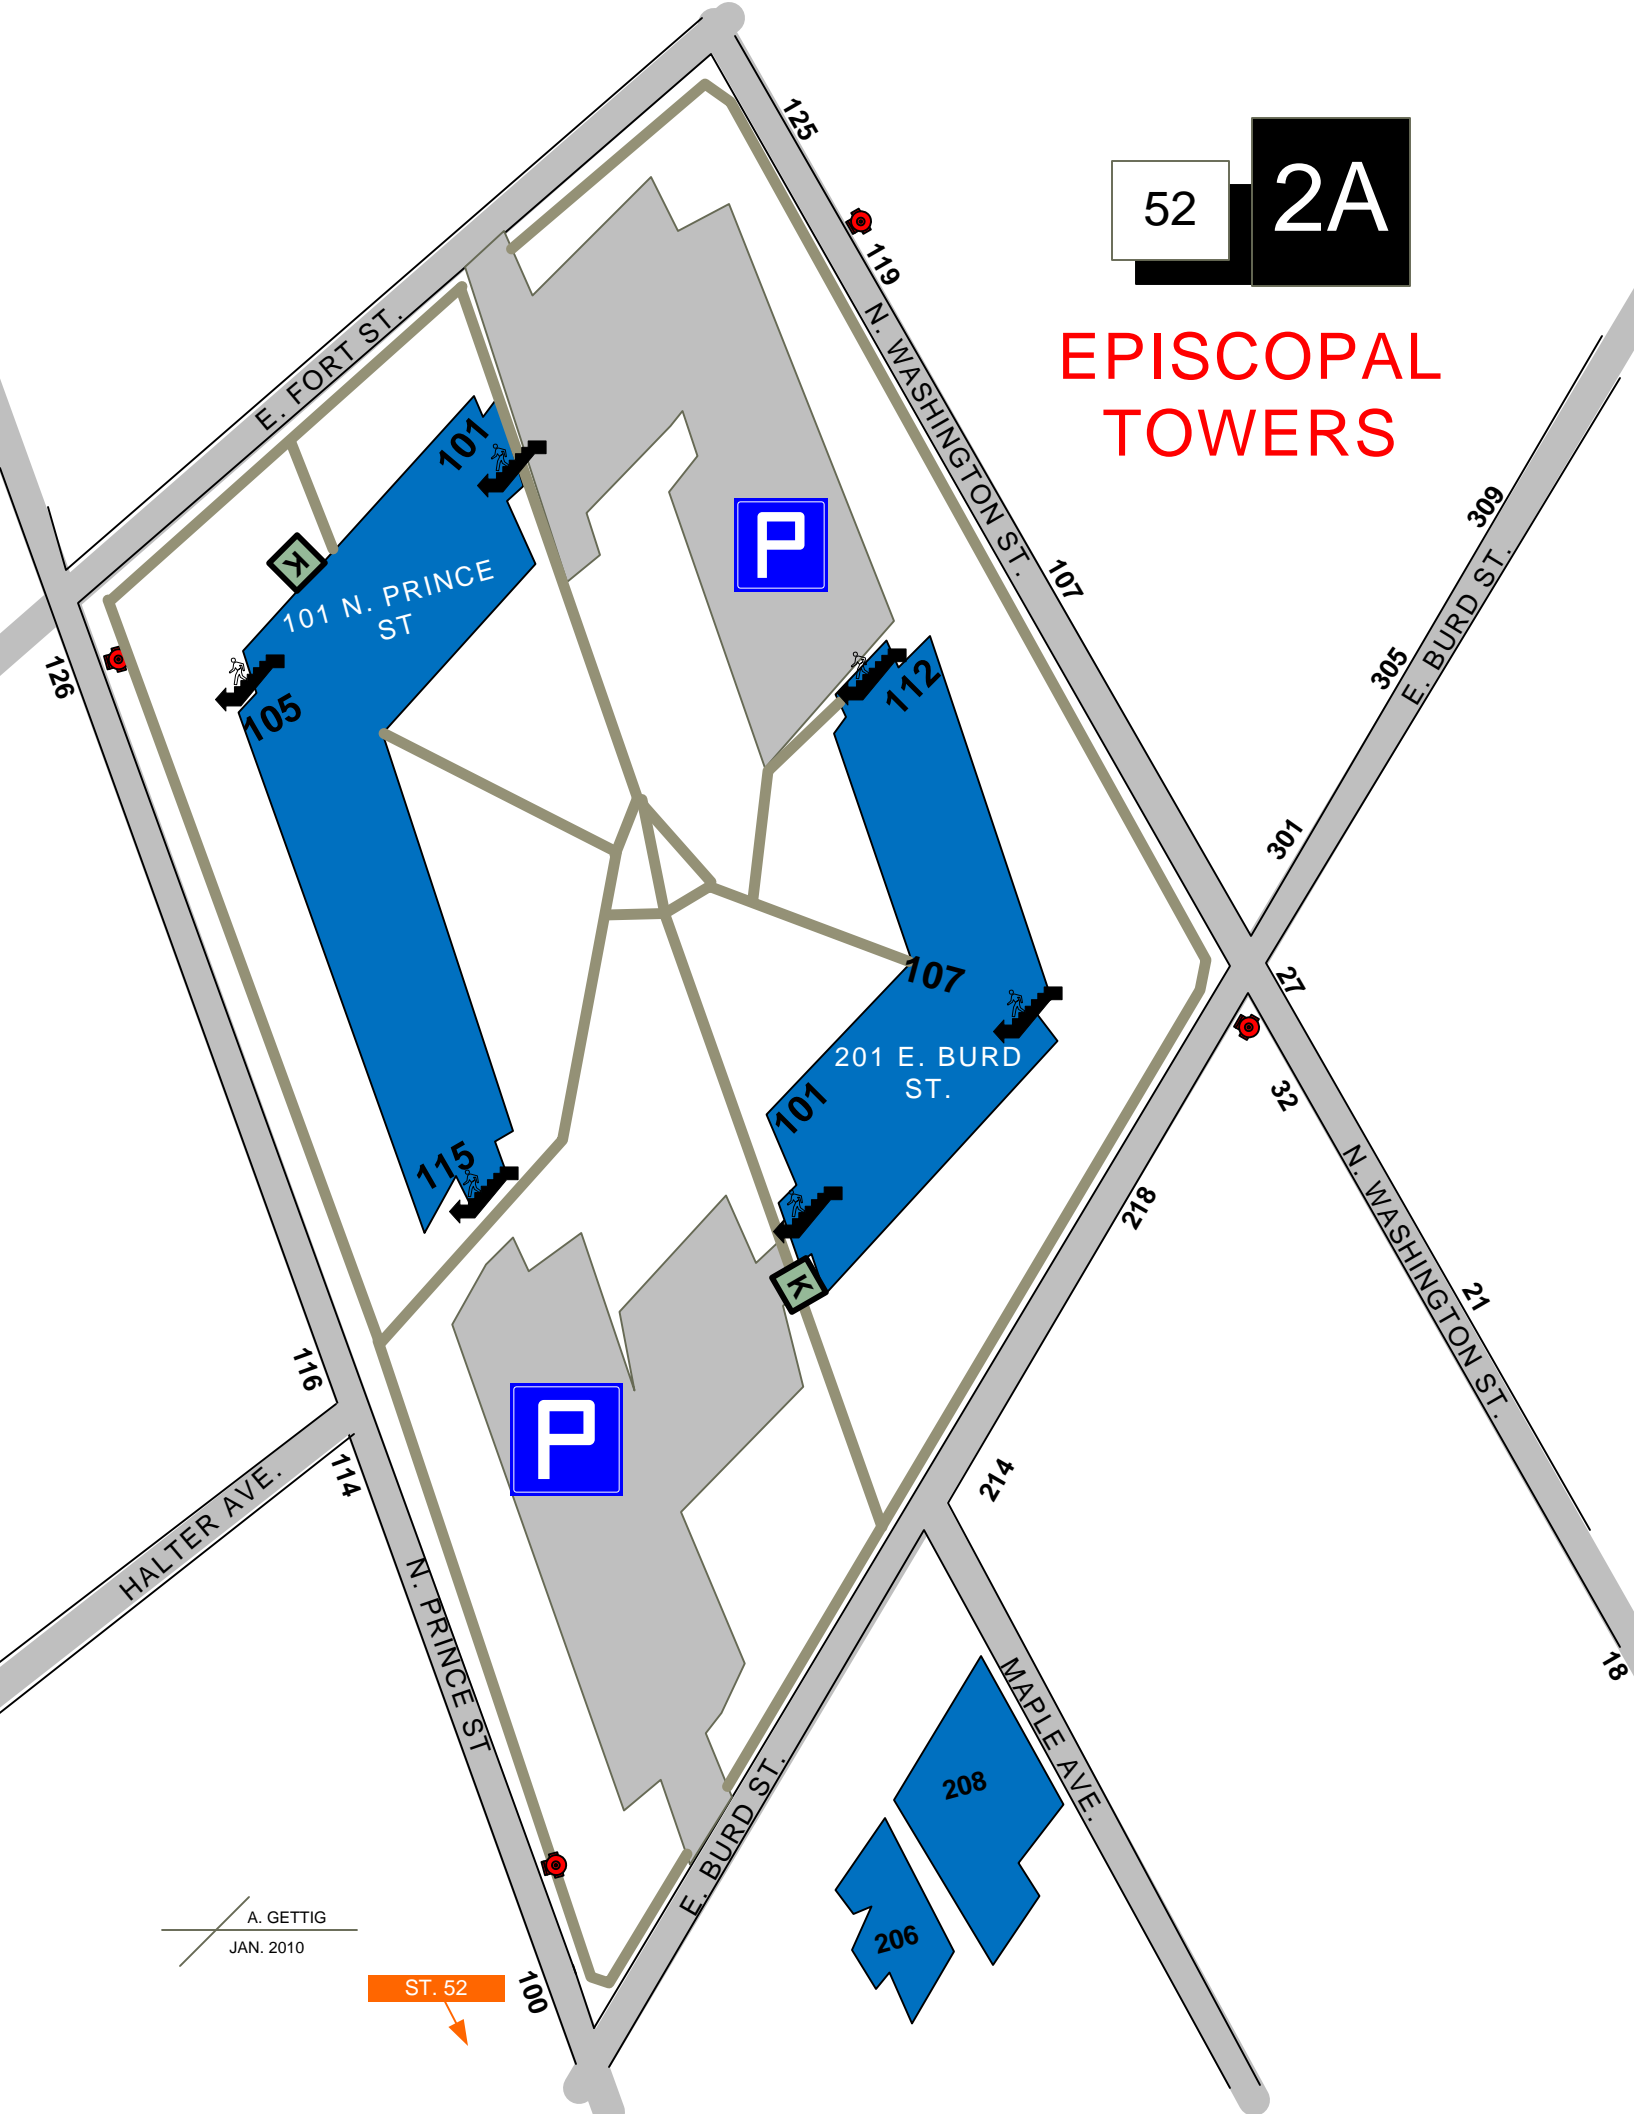 125
52
2A
119
EPISCOPAL
TOWERS
E. FORT ST.
N. WASHINGTON ST.
101
P
309
K
101 N. PRINCE
ST
107
E. BURD ST.
126
305
112
105
301
107
27
201 E. BURD
ST.
32
101
115
218
N. WASHINGTON ST.
K
21
116
P
114
214
HALTER AVE.
N. PRINCE ST
18
MAPLE AVE.
208
E. BURD ST.
206
A. GETTIG
JAN. 2010
ST. 52
100